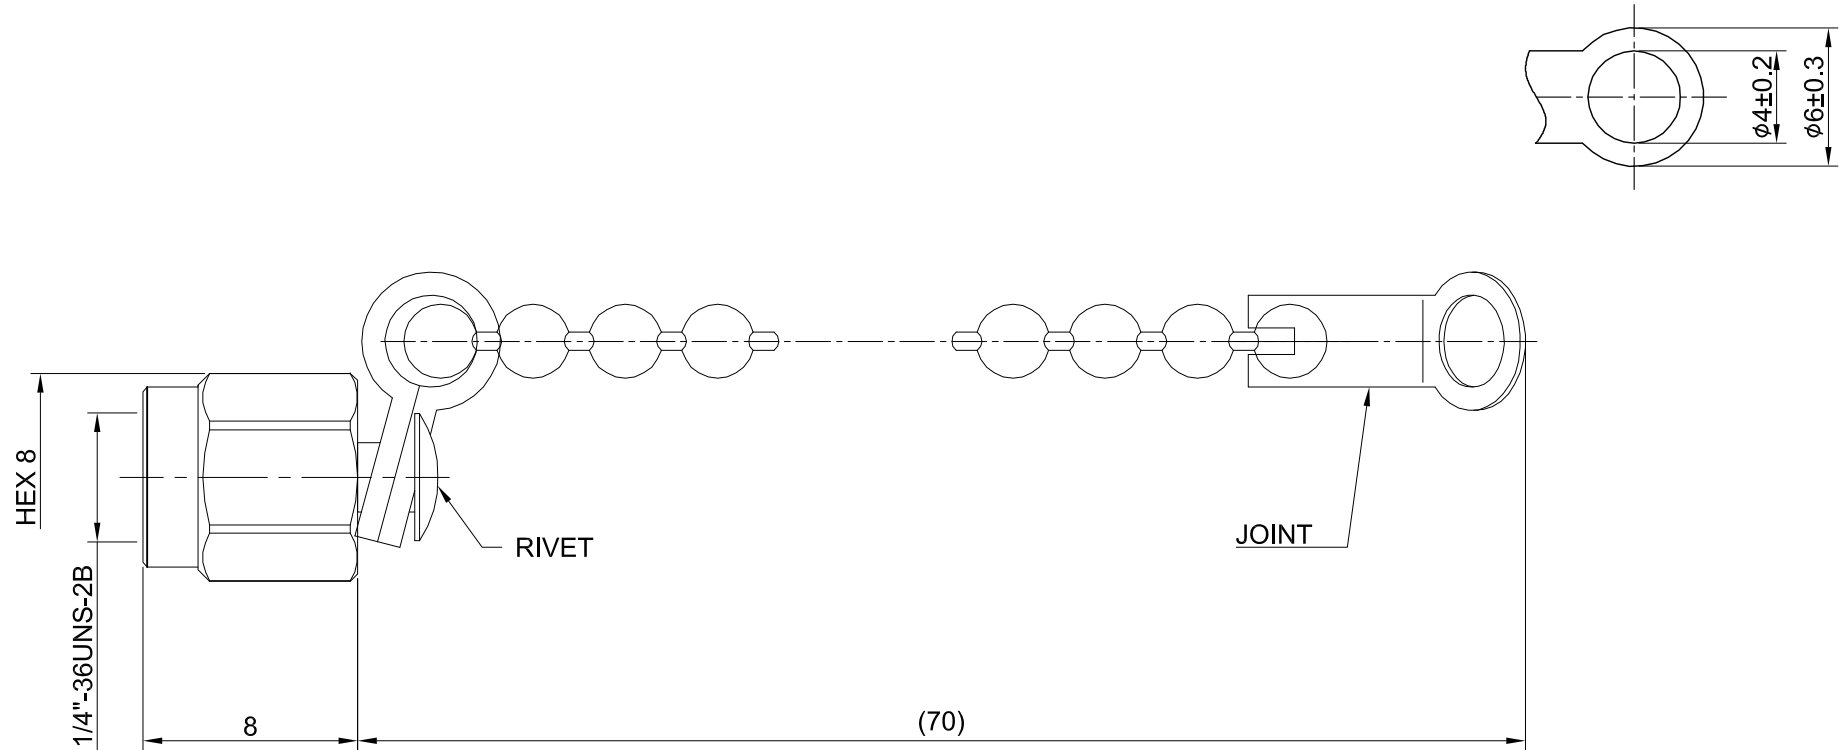 ϕ4±0.2
ϕ6±0.3
HEX 8
RIVET
JOINT
1/4"-36UNS-2B
8
(70)